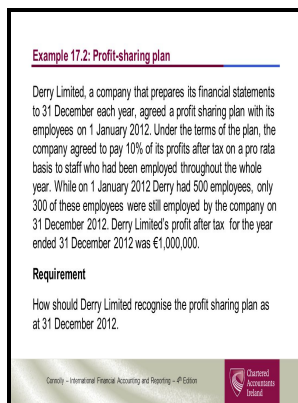 Example 17.2: Profit-sharing plan
Derry Limited, a company that prepares its financial statements
to 31 December each year, agreed a profit sharing plan with its
employees on 1 January 2012. Under the terms of the plan, the
company agreed to pay 10% of its profits after tax on a pro rata
basis to staff who had been employed throughout the whole
year. While on 1 January 2012 Derry had 500 employees, only
300 of these employees were still employed by the company on
31 December 2012. Derry Limited's profit after tax for the year
ended 31 December 2012 was €1,000,000.
Requirement
How should Derry Limited recognise the profit sharing plan as
at 31 December 2012.
Connolly – International Financial Accounting and Reporting – 4th Edition
Chartered
Accountants
Ireland